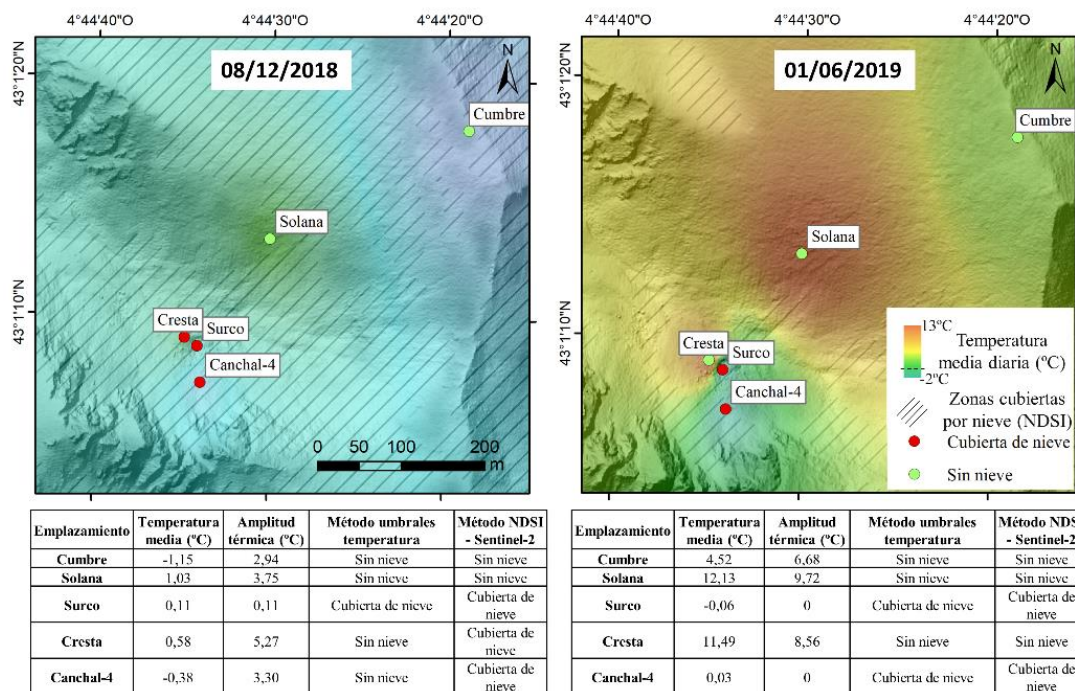 4°44'40"O 4°44'30"O 4°44'20"O
43°1'20"N
43°1'10"N
08/12/2018
N
Cumbre
Solana
Cresta
Surco
Canchal-4
0 50 100 200
m
4°44'40"O 4°44'30"O 4°44'20"O
43°1'20"N
43°1'10"N
01/06/2019
N
Cumbre
Solana
Cresta
Surco
Canchal-4
13ºC
-2ºC
Temperatura
media diaria (ºC)
Zonas cubiertas
por nieve (NDSI)
Cubierta de nieve
Sin nieve
Emplazamiento Temperatura media (ºC) Amplitud térmica (ºC) Método umbrales temperatura Método NDSI - Sentinel-2
Cumbre -1,15 2,94 Sin nieve Sin nieve
Solana 1,03 3,75 Sin nieve Sin nieve
Surco 0,11 0,11 Cubierta de nieve Cubierta de nieve
Cresta 0,58 5,27 Sin nieve Cubierta de nieve
Canchal-4 -0,38 3,30 Sin nieve Cubierta de nieve
Emplazamiento Temperatura media (ºC) Amplitud térmica (ºC) Método umbrales temperatura Método NDS - Sentinel-2
Cumbre 4,52 6,68 Sin nieve Sin nieve
Solana 12,13 9,72 Sin nieve Sin nieve
Surco -0,06 0 Cubierta de nieve Cubierta de nieve
Cresta 11,49 8,56 Sin nieve Sin nieve
Canchal-4 0,03 0 Cubierta de nieve Cubierta de nieve